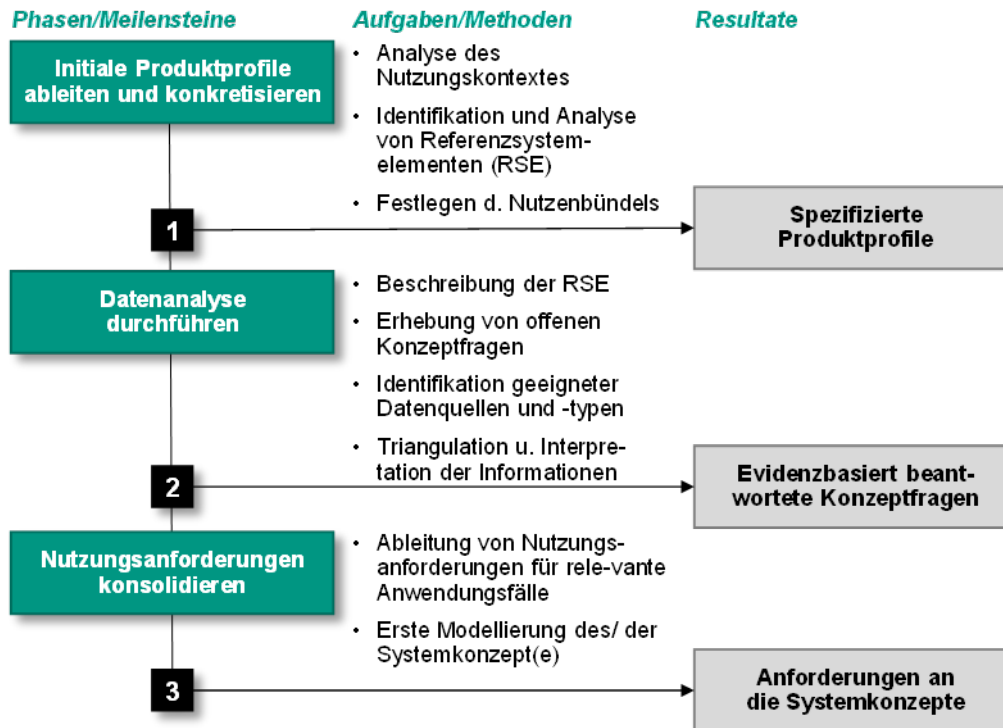 Phasen/Meilensteine
Aufgaben/Methoden
Resultate
Initiale Produktprofile
ableiten und konkretisieren
• Analyse des
Nutzungskontextes
• Identifikation und Analyse
von Referenzsystem-
elementen (RSE)
• Festlegen d. Nutzenbündels
1
Spezifizierte
Produktprofile
Datenanalyse
durchführen
• Beschreibung der RSE
• Erhebung von offenen
Konzeptfragen
• Identifikation geeigneter
Datenquellen und -typen
• Triangulation u. Interpre-
tation der Informationen
2
Evidenzbasiert beant-
wortete Konzeptfragen
Nutzungsanforderungen
konsolidieren
• Ableitung von Nutzungs-
anforderungen für rele-vante
Anwendungsfälle
• Erste Modellierung des/ der
Systemkonzept(e)
3
Anforderungen an
die Systemkonzepte